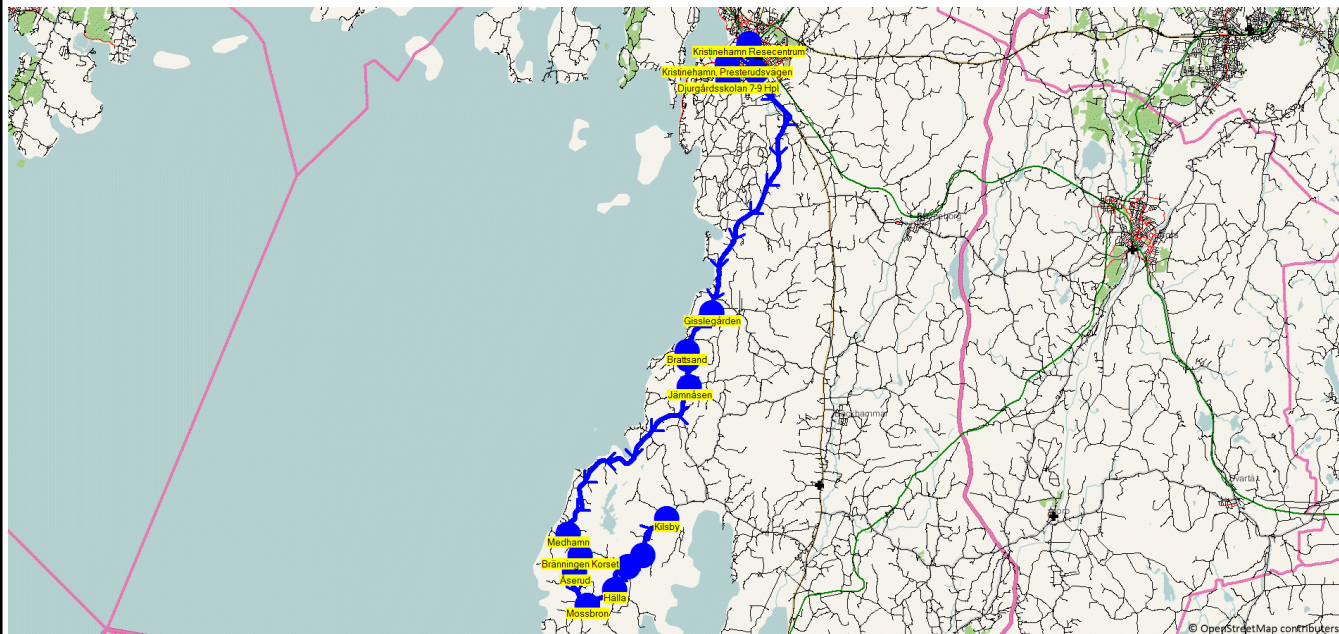 Kristinehamn Resecentrum
Kristinehamn, Presterudsvägen
Djurgårdsskolan 7-9 Hpl
Gisslegården
Brattsand
Jämnåsen
Kilsby
Medhamn
Bränningen Korset
Åserud
Hälla
Mossbron
© OpenStreetMap contributers